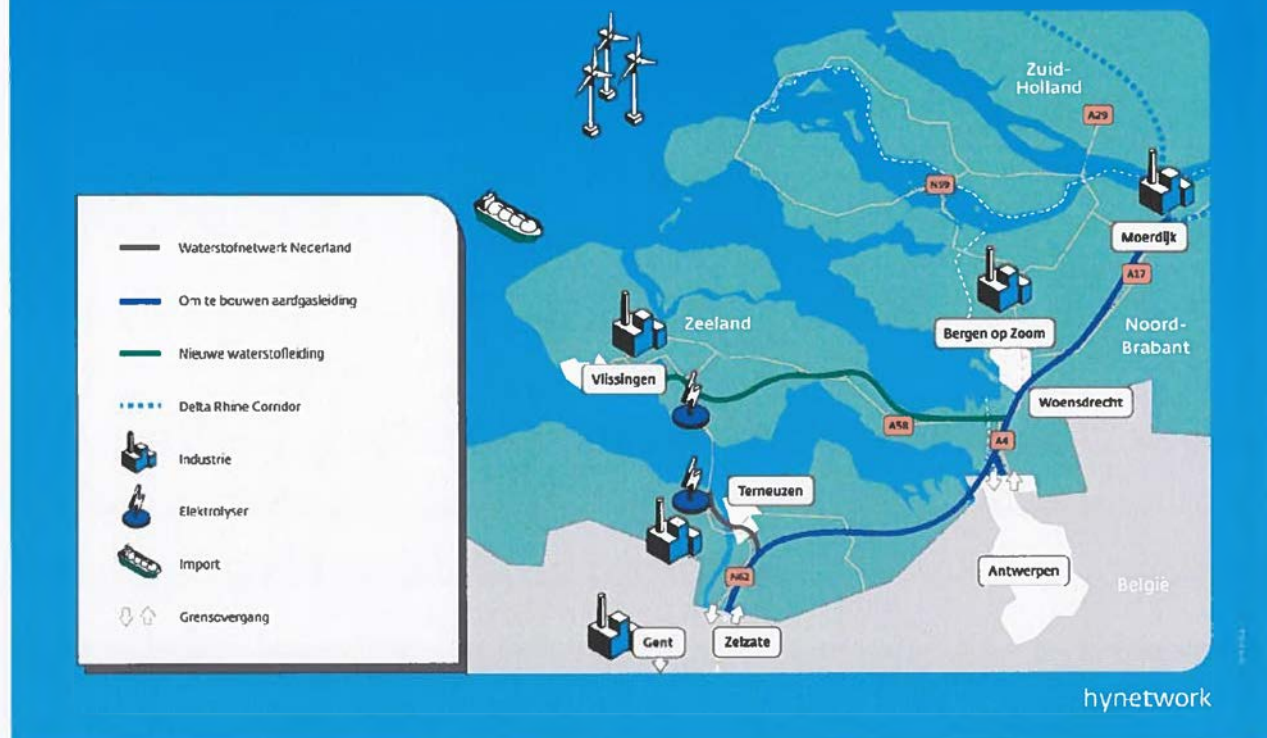 Waterstofnetwerk Nederland
Om te bouwen aardgasleiding
Nieuwe waterstofleiding
Delta Rhine Corridor
Industrie
Elektrolyser
Import
Grensovergang
Zuid-
Holland
A29
N59
Moerdijk
A17
Zeeland
Bergen op Zoom
Noord-
Brabant
Vlissingen
Woensdrecht
A58
A4
Terneuzen
N62
Antwerpen
België
Gent
Zelzate
hynetwork